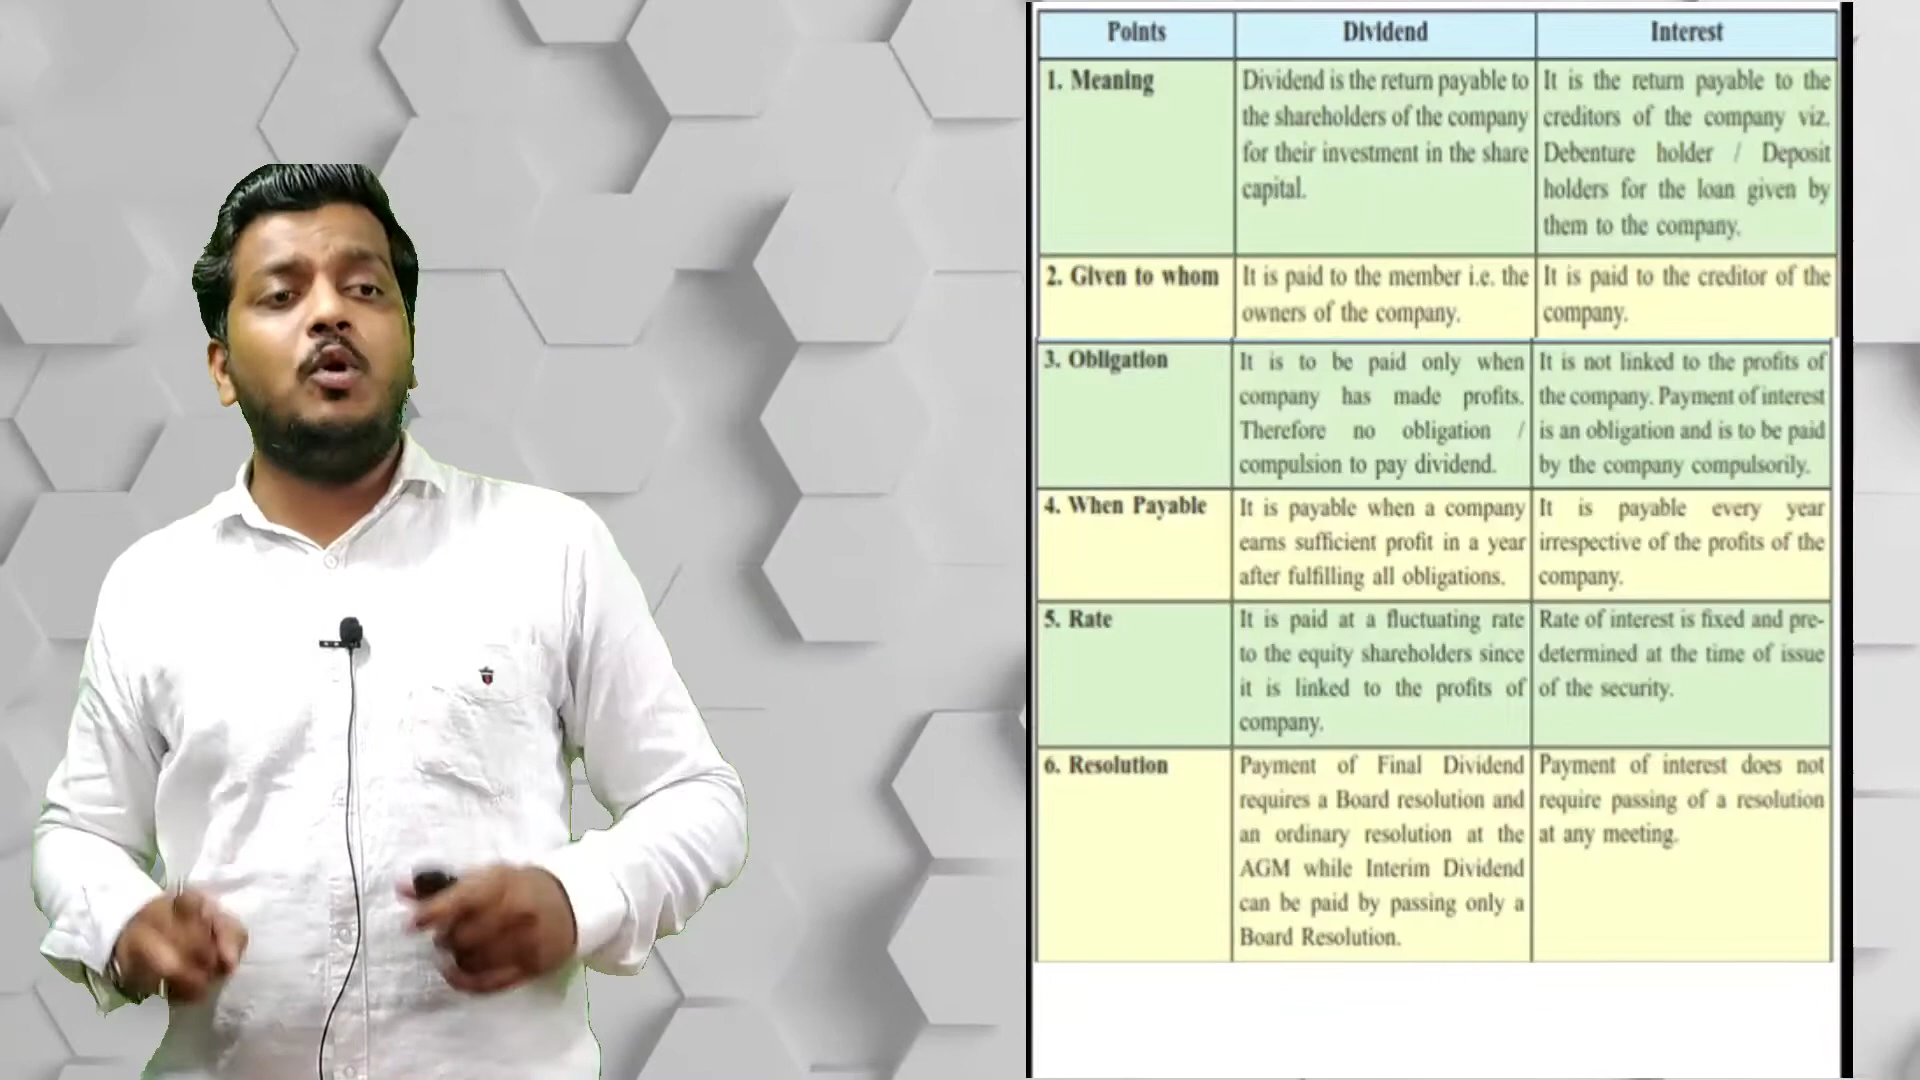 Points
Dividend
Interest
1. Meaning
Dividend is the return payable to
the shareholders of the company
for their investment in the share
capital.
It is the return payable to the
creditors of the company viz.
Debenture holder / Deposit
holders for the loan given by
them to the company.
2. Given to whom
It is paid to the member i.e. the
owners of the company.
It is paid to the creditor of the
company.
3. Obligation
It is to be paid only when
company has made profits.
Therefore no obligation /
compulsion to pay dividend.
It is not linked to the profits of
the company. Payment of interest
is an obligation and is to be paid
by the company compulsorily.
4. When Payable
It is payable when a company
earns sufficient profit in a year
after fulfilling all obligations.
It is payable every year
irrespective of the profits of the
company.
5. Rate
It is paid at a fluctuating rate
to the equity shareholders since
it is linked to the profits of
company.
Rate of interest is fixed and pre-
determined at the time of issue
of the security.
6. Resolution
Payment of Final Dividend
requires a Board resolution and
an ordinary resolution at the
AGM while Interim Dividend
can be paid by passing only a
Board Resolution.
Payment of interest does not
require passing of a resolution
at any meeting.